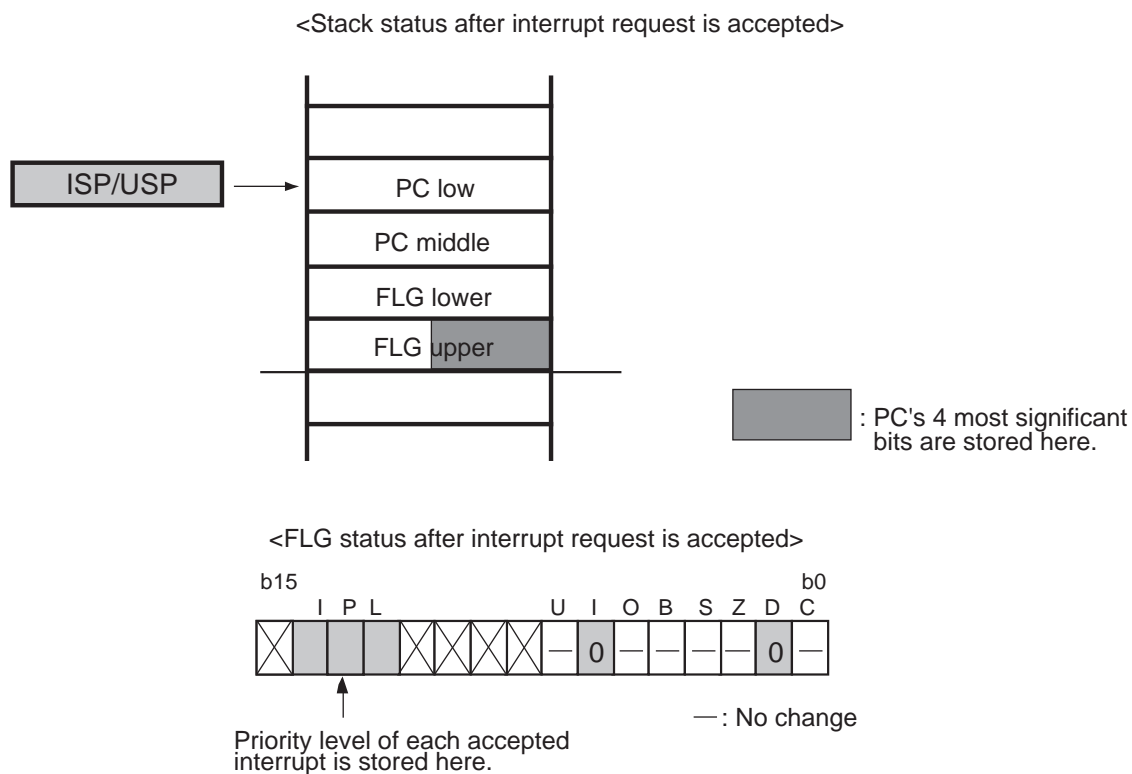 <Stack status after interrupt request is accepted>
ISP/USP
PC low
PC middle
FLG lower
FLG upper
: PC's 4 most significant
bits are stored here.
<FLG status after interrupt request is accepted>
b15 b0
I P L U I O B S Z D C
— 0 — — — — 0 —
— : No change
Priority level of each accepted
interrupt is stored here.